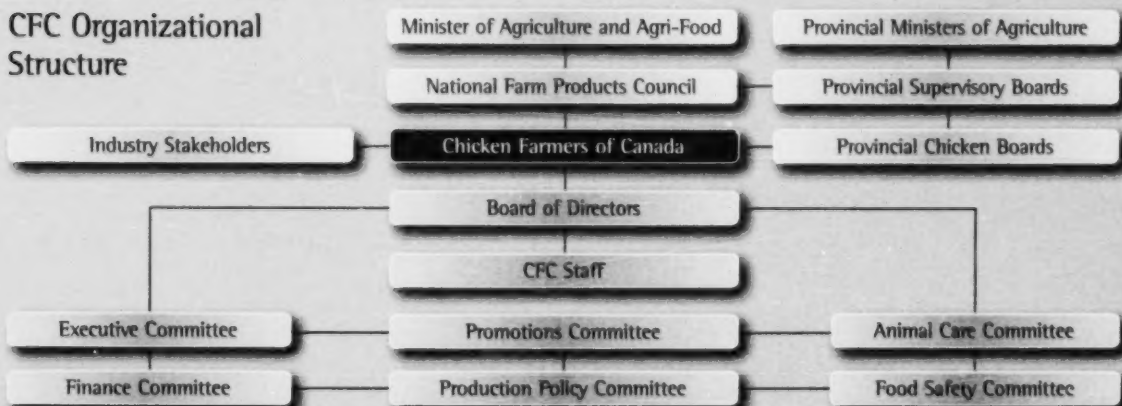 CFC Organizational
Structure
Minister of Agriculture and Agri-Food
Provincial Ministers of Agriculture
National Farm Products Council
Provincial Supervisory Boards
Industry Stakeholders
Chicken Farmers of Canada
Provincial Chicken Boards
Board of Directors
CFC Staff
Executive Committee
Promotions Committee
Animal Care Committee
Finance Committee
Production Policy Committee
Food Safety Committee